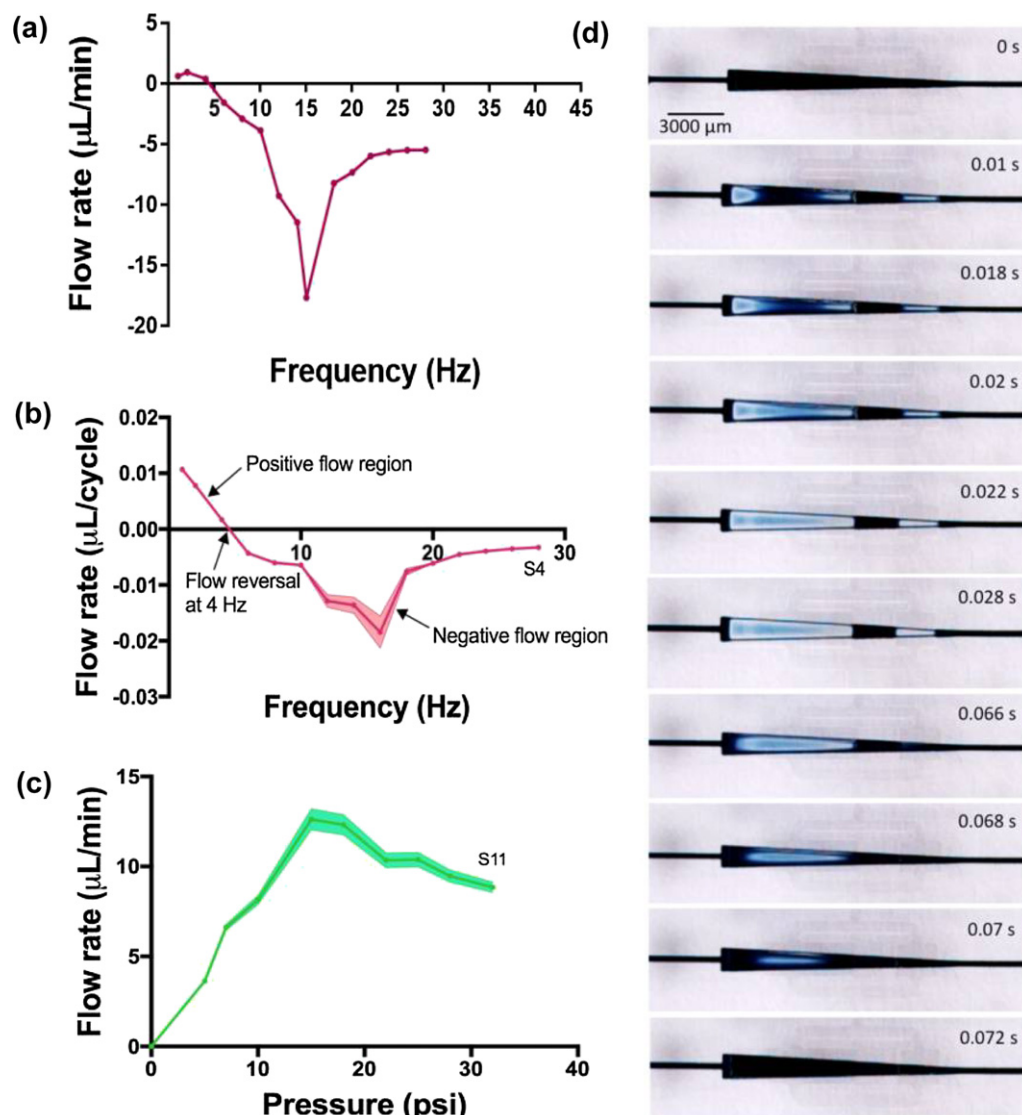 (a)
5
0
-5
-10
-15
-20
5 10 15 20 25 30 35 40 45
Flow rate (μL/min)
Frequency (Hz)
(b)
0.02
0.01
0.00
-0.01
-0.02
-0.03
10 20 30
Flow rate (μL/cycle)
Positive flow region
Flow reversal
at 4 Hz
S4
Negative flow region
Frequency (Hz)
(c)
15
10
5
0
0 10 20 30 40
Flow rate (μL/min)
S11
Pressure (psi)
(d)
0 s
3000 μm
0.01 s
0.018 s
0.02 s
0.022 s
0.028 s
0.066 s
0.068 s
0.07 s
0.072 s